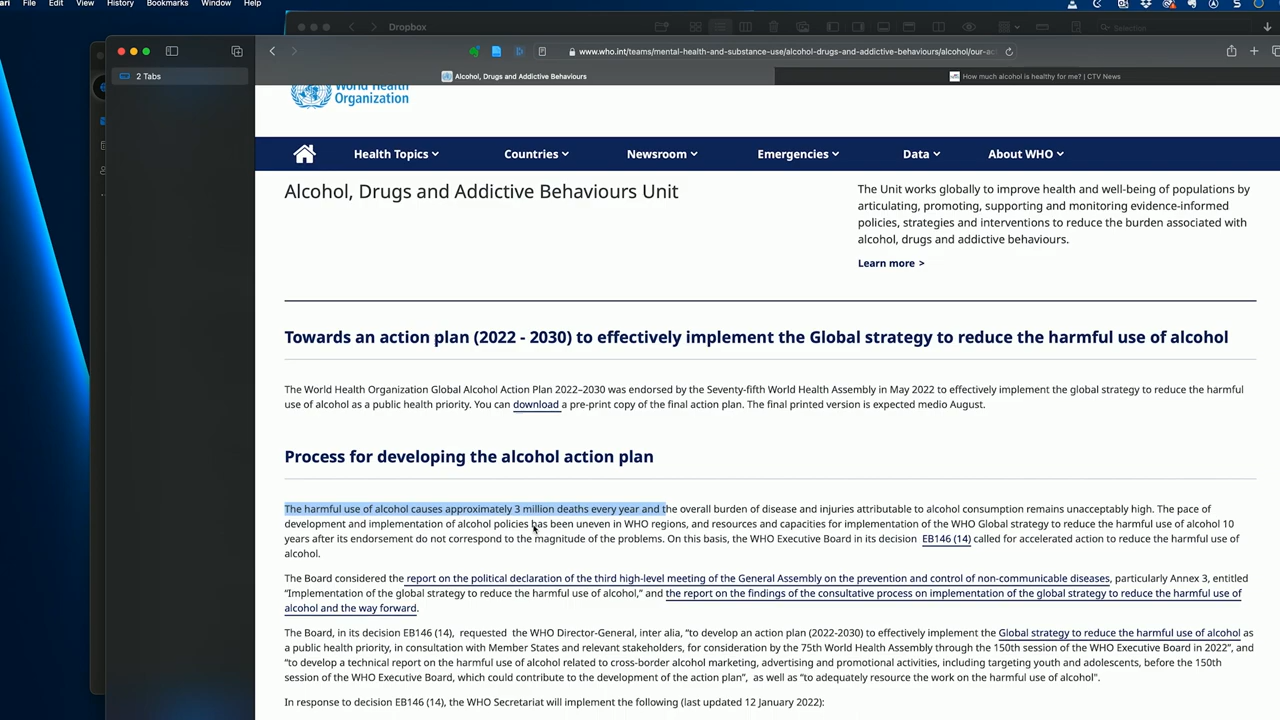 ari File Edit View History Bookmarks Window Help
Dropbox
Selection
www.who.int/teams/mental-health-and-substance-use/alcohol-drugs-and-addictive-behaviours/alcohol/our-ac
2 Tabs
Alcohol, Drugs and Addictive Behaviours
How much alcohol is healthy for me? | CTV News
World Health
Organization
Health Topics
Countries
Newsroom
Emergencies
Data
About WHO
Alcohol, Drugs and Addictive Behaviours Unit
The Unit works globally to improve health and well-being of populations by
articulating, promoting, supporting and monitoring evidence-informed
policies, strategies and interventions to reduce the burden associated with
alcohol, drugs and addictive behaviours.
Learn more >
Towards an action plan (2022 - 2030) to effectively implement the Global strategy to reduce the harmful use of alcohol
The World Health Organization Global Alcohol Action Plan 2022–2030 was endorsed by the Seventy-fifth World Health Assembly in May 2022 to effectively implement the global strategy to reduce the harmful
use of alcohol as a public health priority. You can download a pre-print copy of the final action plan. The final printed version is expected medio August.
Process for developing the alcohol action plan
The harmful use of alcohol causes approximately 3 million deaths every year and the overall burden of disease and injuries attributable to alcohol consumption remains unacceptably high. The pace of
development and implementation of alcohol policies has been uneven in WHO regions, and resources and capacities for implementation of the WHO Global strategy to reduce the harmful use of alcohol 10
years after its endorsement do not correspond to the magnitude of the problems. On this basis, the WHO Executive Board in its decision EB146 (14) called for accelerated action to reduce the harmful use of
alcohol.
The Board considered the report on the political declaration of the third high-level meeting of the General Assembly on the prevention and control of non-communicable diseases, particularly Annex 3, entitled
“Implementation of the global strategy to reduce the harmful use of alcohol,” and the report on the findings of the consultative process on implementation of the global strategy to reduce the harmful use of
alcohol and the way forward.
The Board, in its decision EB146 (14), requested the WHO Director-General, inter alia, “to develop an action plan (2022-2030) to effectively implement the Global strategy to reduce the harmful use of alcohol as
a public health priority, in consultation with Member States and relevant stakeholders, for consideration by the 75th World Health Assembly through the 150th session of the WHO Executive Board in 2022”, and
“to develop a technical report on the harmful use of alcohol related to cross-border alcohol marketing, advertising and promotional activities, including targeting youth and adolescents, before the 150th
session of the WHO Executive Board, which could contribute to the development of the action plan”, as well as “to adequately resource the work on the harmful use of alcohol".
In response to decision EB146 (14), the WHO Secretariat will implement the following (last updated 12 January 2022):